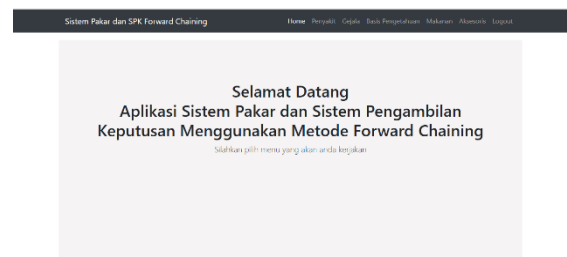 Sistem Pakar dan SPK Forward Chaining
Home Penyakit Gejala Basis Pengetahuan Makanan Aksesoris Logout
Selamat Datang
Aplikasi Sistem Pakar dan Sistem Pengambilan
Keputusan Menggunakan Metode Forward Chaining
Silahkan pilih menu yang akan anda kerjakan